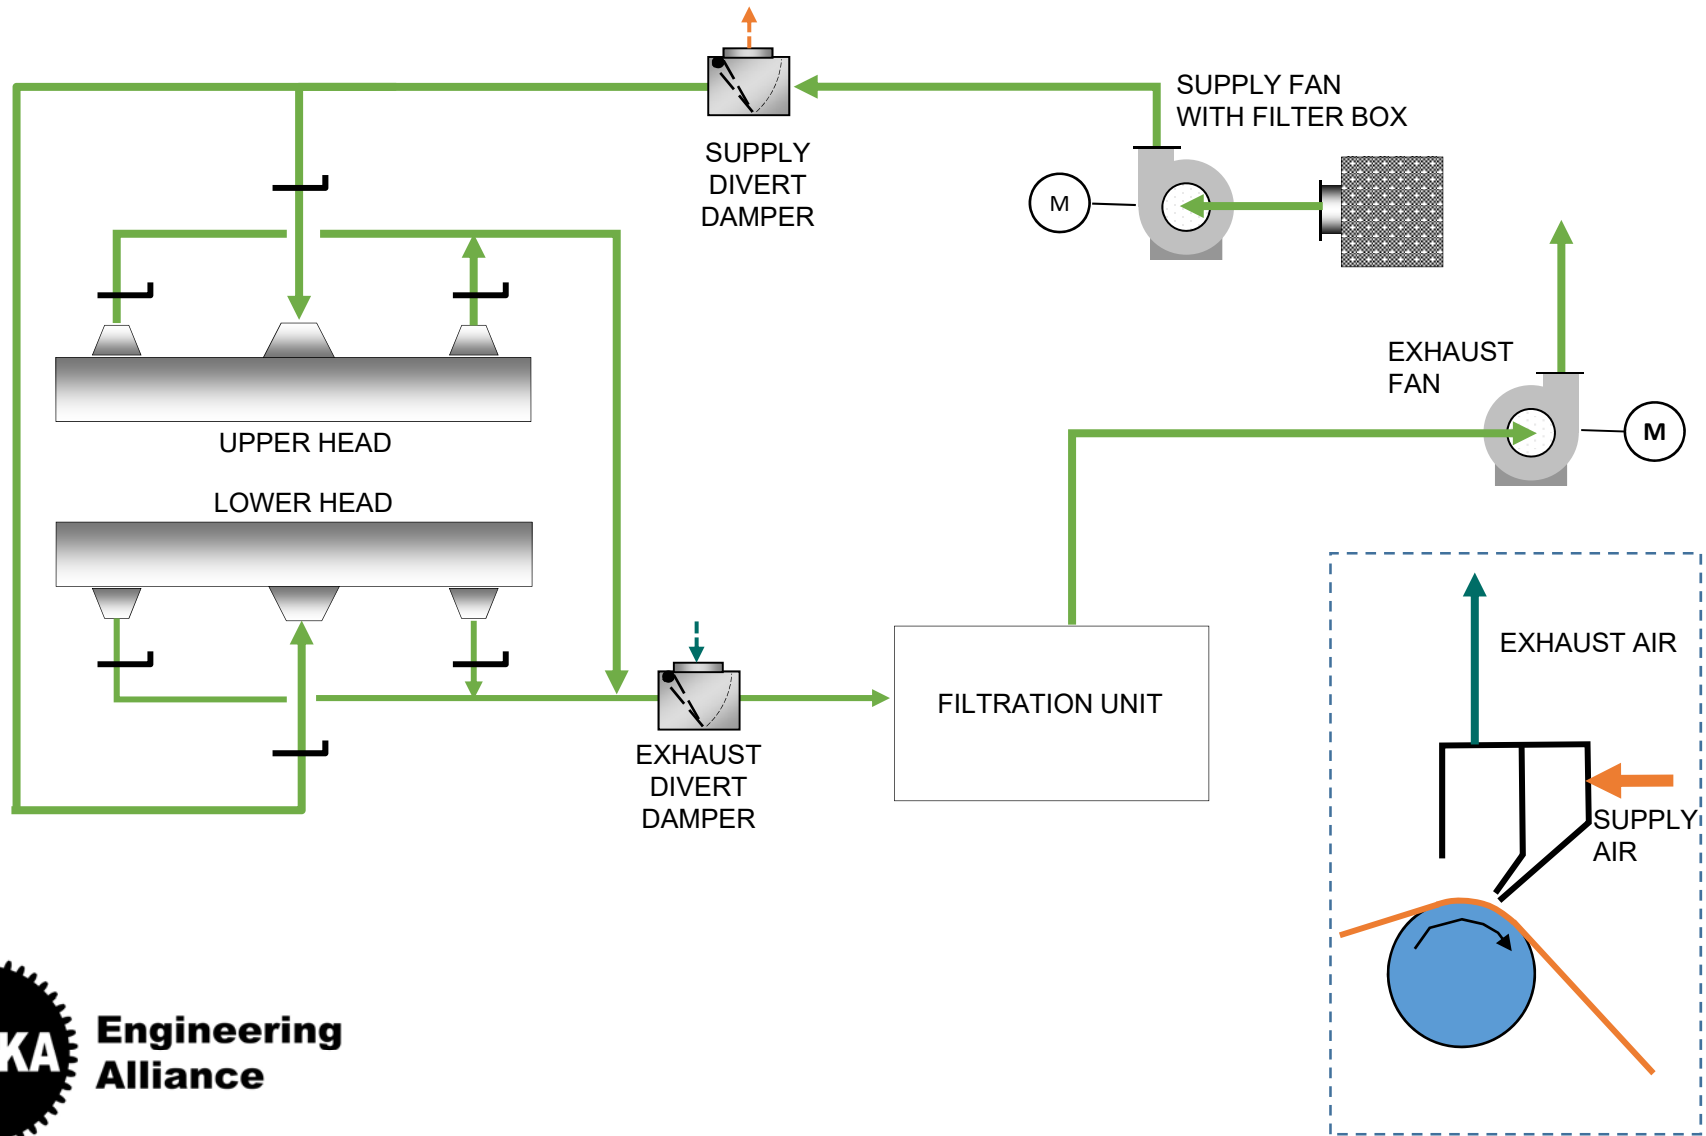 SUPPLY FAN
WITH FILTER BOX
SUPPLY
DIVERT
DAMPER
M
EXHAUST
FAN
M
UPPER HEAD
LOWER HEAD
EXHAUST AIR
FILTRATION UNIT
EXHAUST
DIVERT
DAMPER
SUPPLY
AIR
KA
Engineering
Alliance